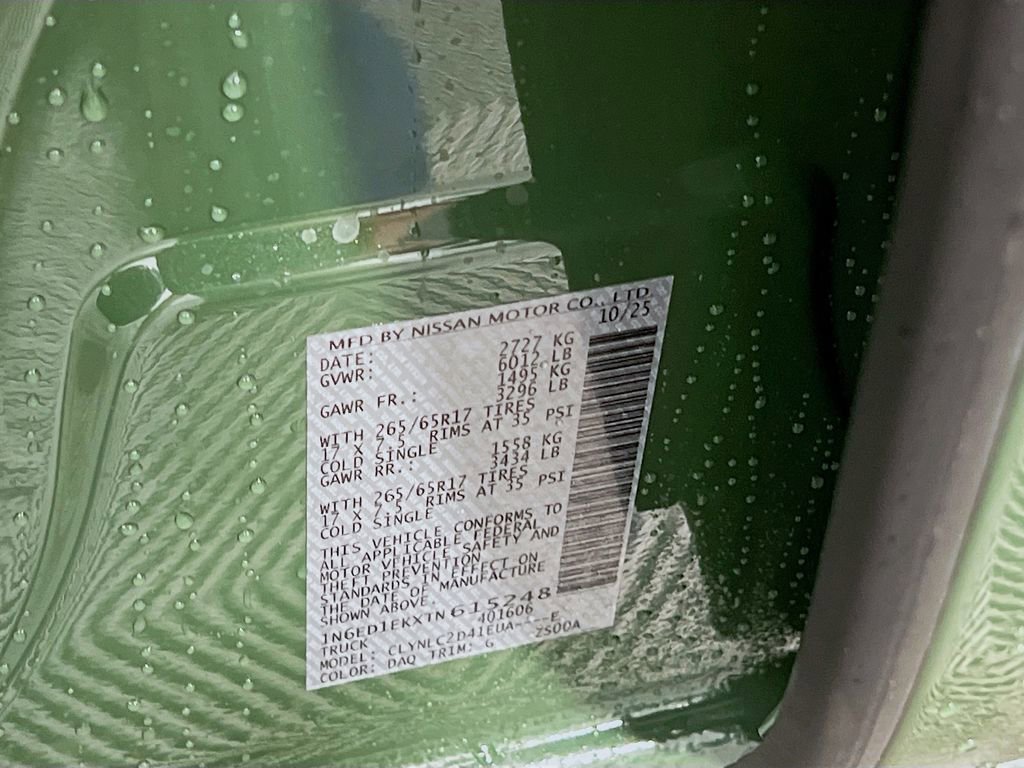 MFD BY NISSAN MOTOR CO., LTD
DATE: 10/25
GVWR: 2727 KG
6012 LB
GAWR FR.: 1495 KG
3296 LB
WITH 265/65R17 TIRES
17 X 7.5 RIMS AT 35 PSI
COLD SINGLE
GAWR RR.: 1558 KG
3434 LB
WITH 265/65R17 TIRES
17 X 7.5 RIMS AT 35 PSI
COLD SINGLE
THIS VEHICLE CONFORMS TO
ALL APPLICABLE FEDERAL
MOTOR VEHICLE SAFETY AND
THEFT PREVENTION
STANDARDS IN EFFECT ON
THE DATE OF MANUFACTURE
SHOWN ABOVE.
1N6ED1EKXTN615248
TRUCK 401606
MODEL: CLYNLC2D41EUA----E
COLOR: DAQ TRIM: G ZS00A